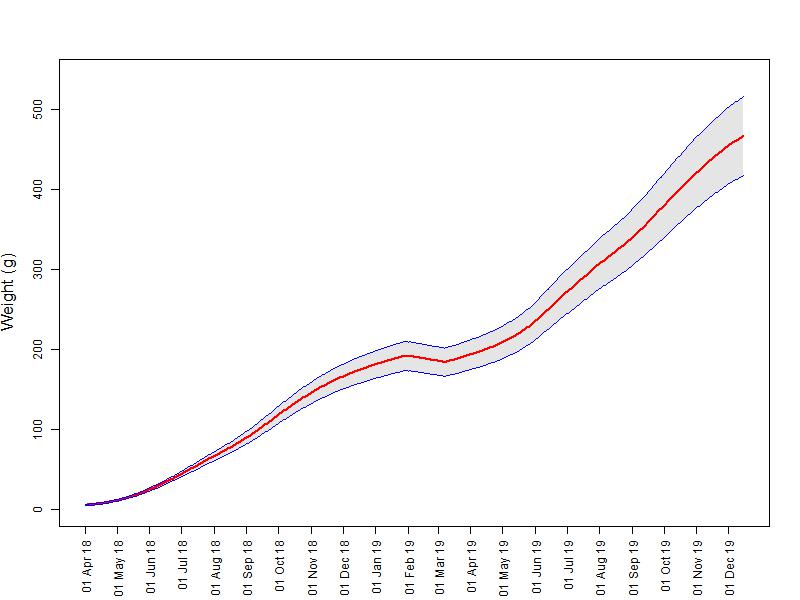 500
400
300
200
100
0
Weight (g)
01 Apr 18
01 May 18
01 Jun 18
01 Jul 18
01 Aug 18
01 Sep 18
01 Oct 18
01 Nov 18
01 Dec 18
01 Jan 19
01 Feb 19
01 Mar 19
01 Apr 19
01 May 19
01 Jun 19
01 Jul 19
01 Aug 19
01 Sep 19
01 Oct 19
01 Nov 19
01 Dec 19